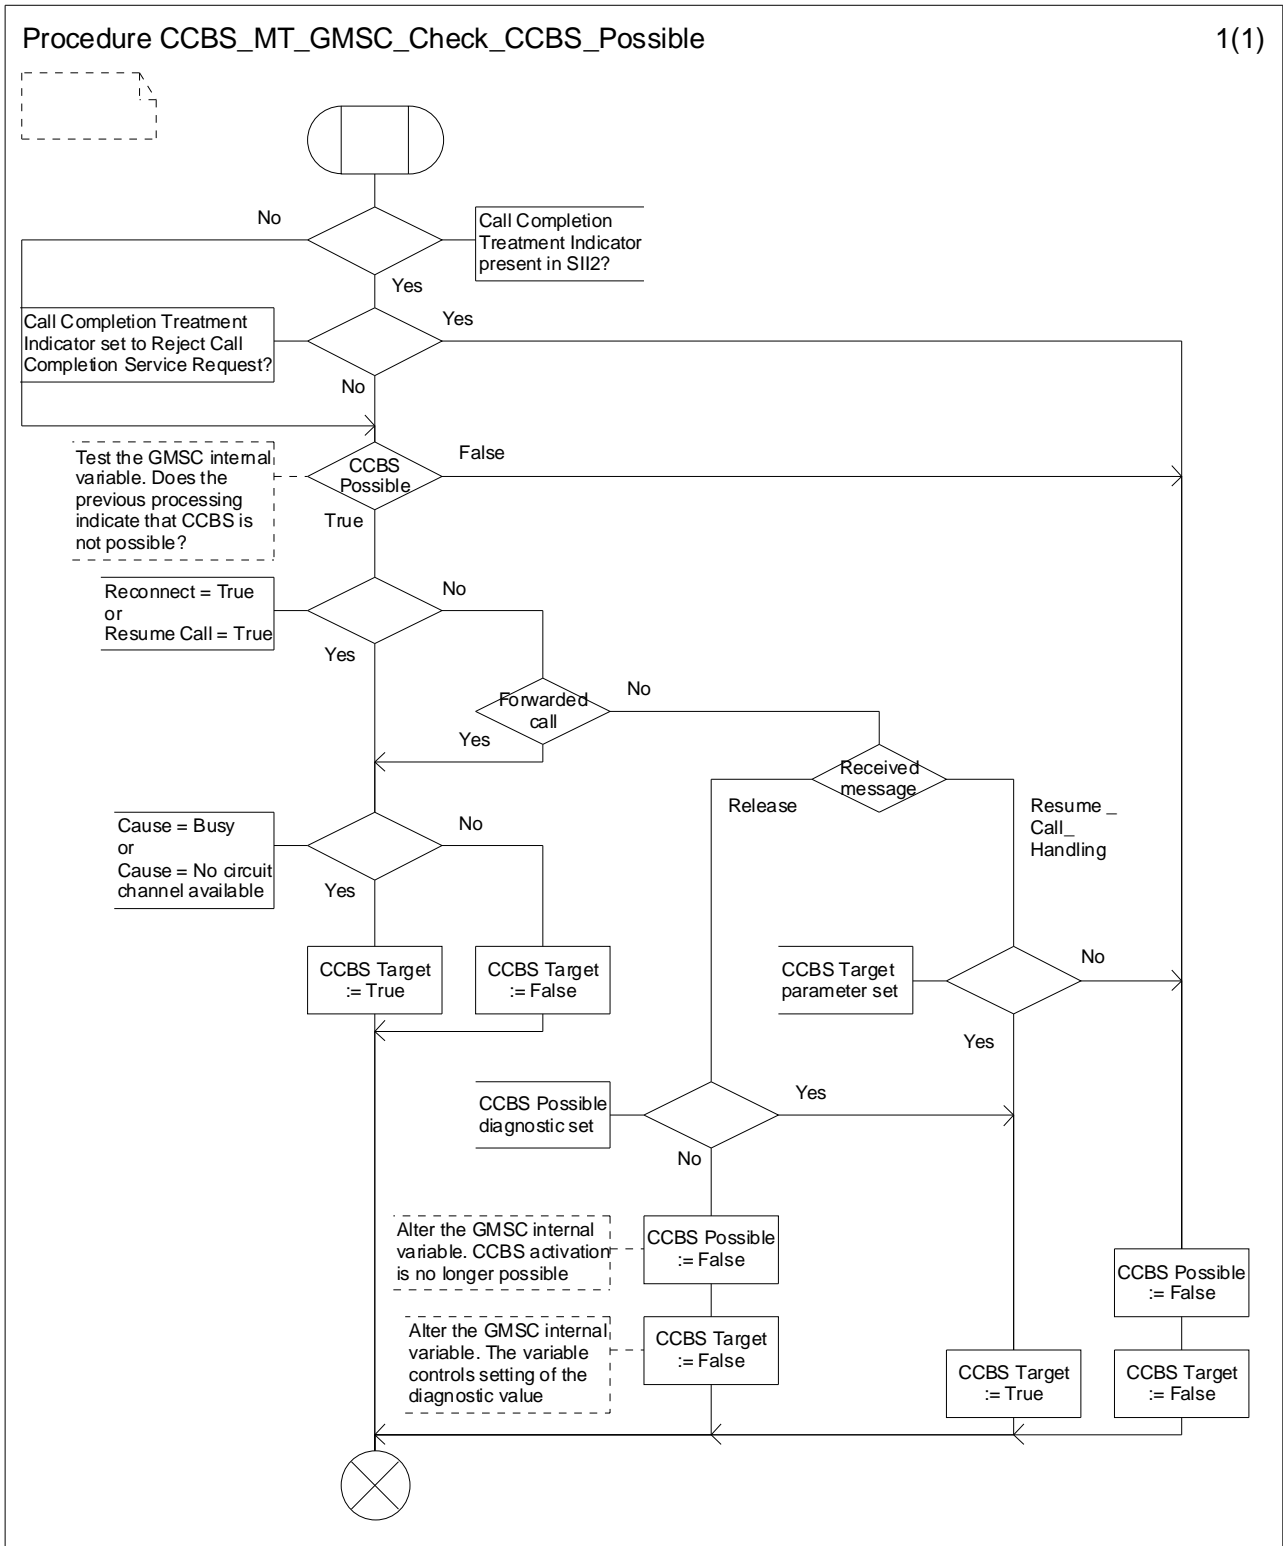 Procedure CCBS_MT_GMSC_Check_CCBS_Possible
1(1)
No
Call Completion
Treatment Indicator
present in SII2?
Yes
Call Completion Treatment
Indicator set to Reject Call
Completion Service Request?
Yes
No
Test the GMSC internal
variable. Does the
previous processing
indicate that CCBS is
not possible?
CCBS
Possible
False
True
Reconnect = True
or
Resume Call = True
No
Yes
Forwarded
call
No
Yes
Received
message
Release
Resume_
Call_
Handling
Cause = Busy
or
Cause = No circuit
channel available
No
Yes
CCBS Target
:= True
CCBS Target
:= False
CCBS Target
parameter set
No
Yes
CCBS Possible
diagnostic set
Yes
No
Alter the GMSC internal
variable. CCBS activation
is no longer possible
CCBS Possible
:= False
CCBS Possible
:= False
Alter the GMSC internal
variable. The variable
controls setting of the
diagnostic value
CCBS Target
:= False
CCBS Target
:= True
CCBS Target
:= False